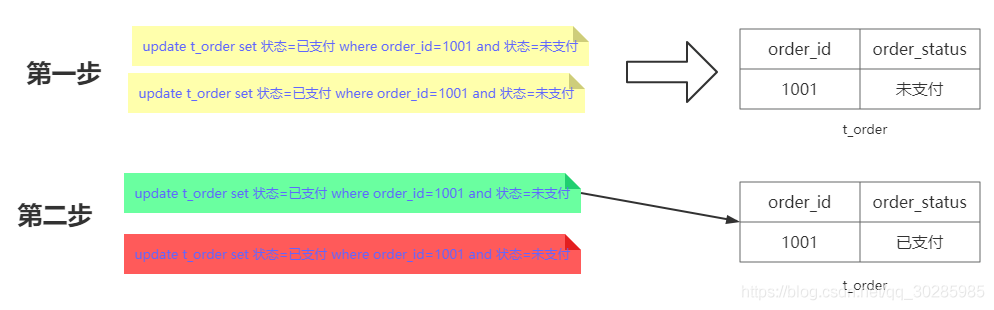 第一步
update t_order set 状态=已支付 where order_id=1001 and 状态=未支付
update t_order set 状态=已支付 where order_id=1001 and 状态=未支付
order_id order_status
1001 未支付
t_order
第二步
update t_order set 状态=已支付 where order_id=1001 and 状态=未支付
update t_order set 状态=已支付 where order_id=1001 and 状态=未支付
order_id order_status
1001 已支付
t_order
https://blog.csdn.net/qq_30285985